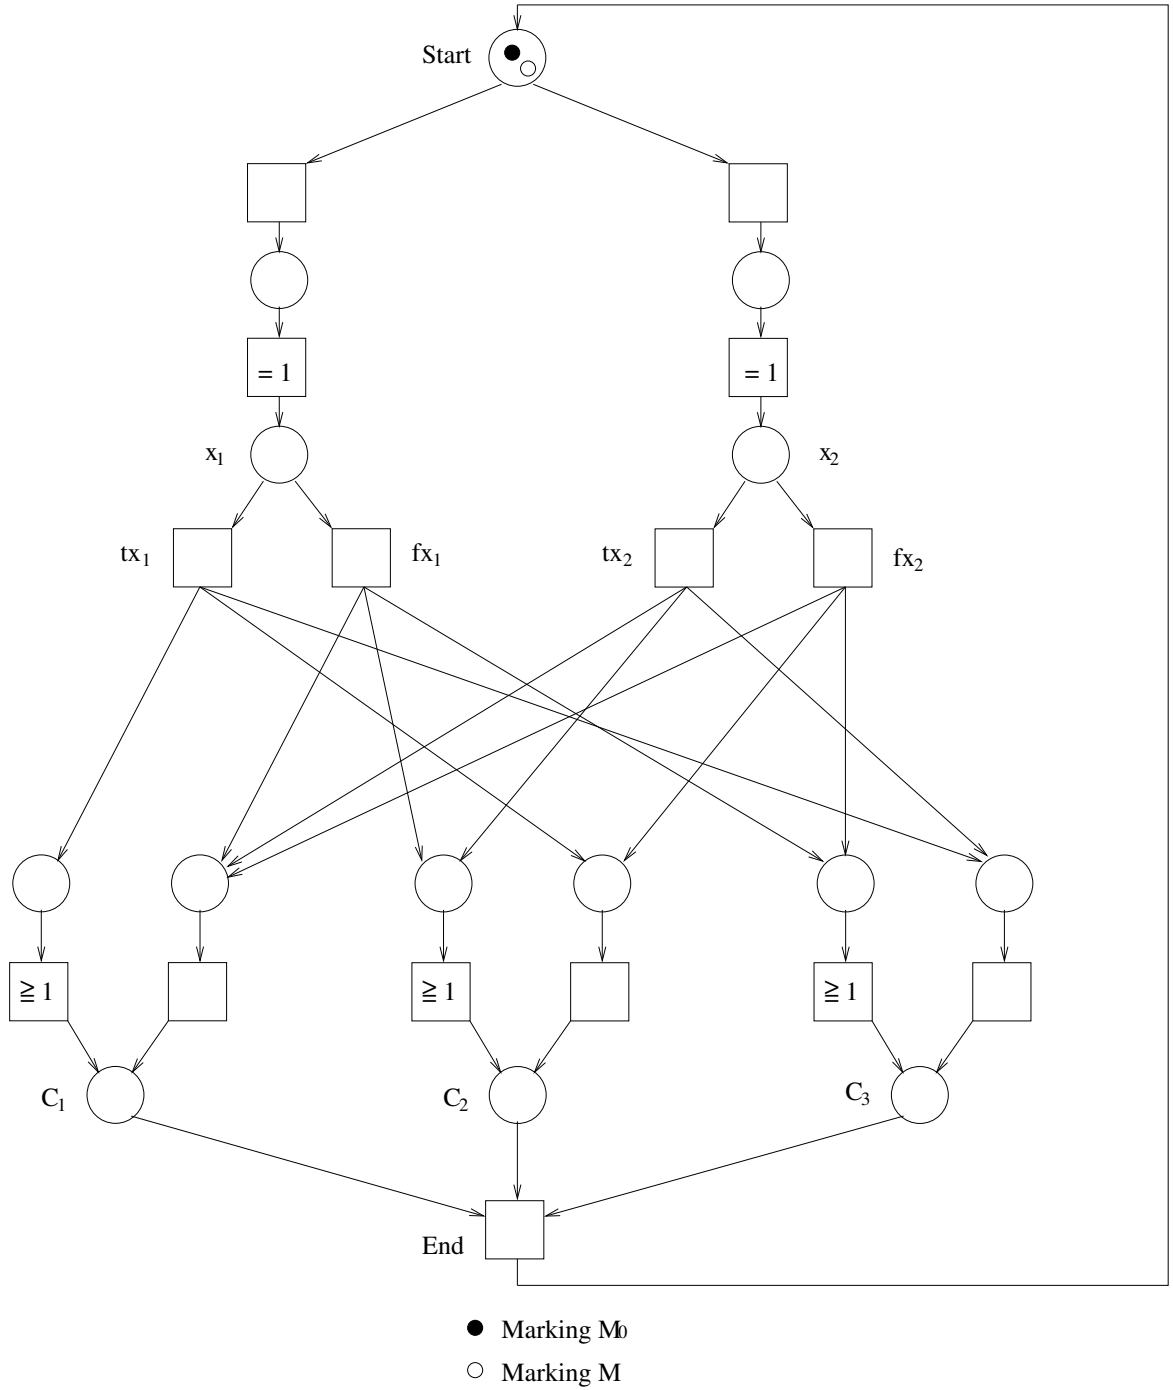 Start
= 1 = 1
x₁ x₂
tx₁ fx₁ tx₂ fx₂
≧ 1 ≧ 1 ≧ 1
C₁ C₂ C₃
End
Marking M₀
Marking M